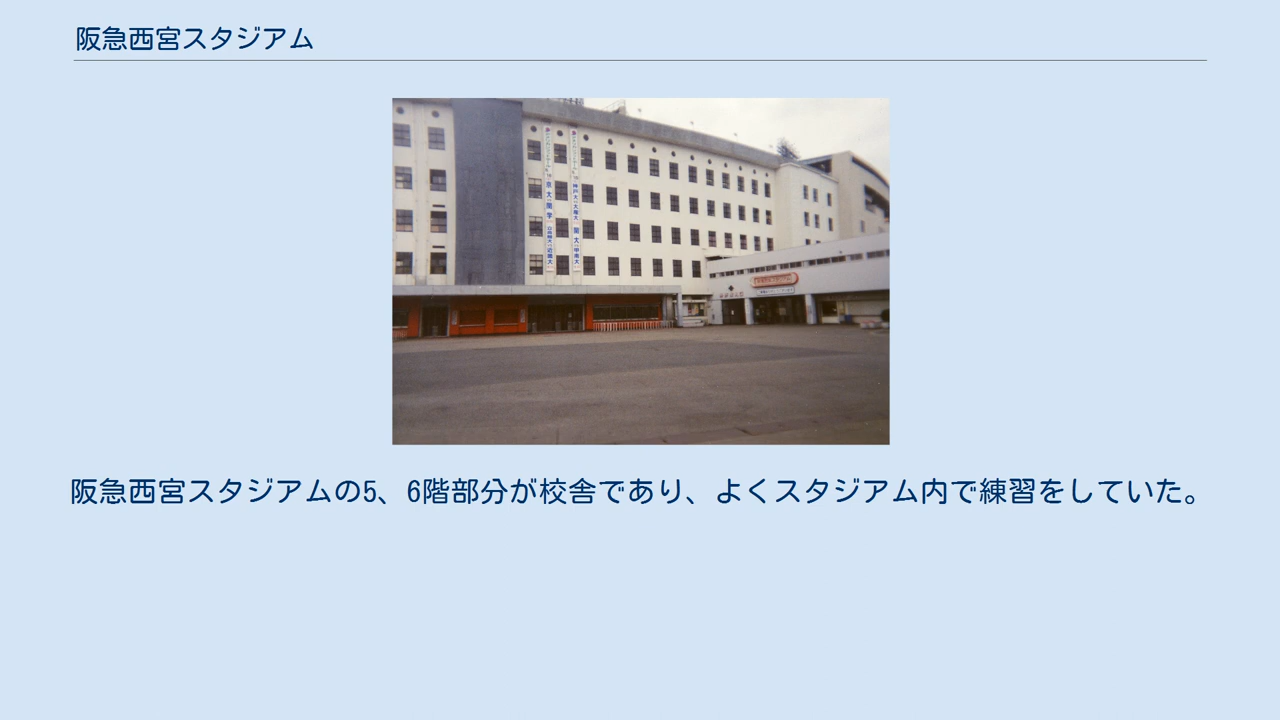 阪急西宮スタジアム
阪急西宮スタジアムの5、6階部分が校舎であり、よくスタジアム内で練習をしていた。